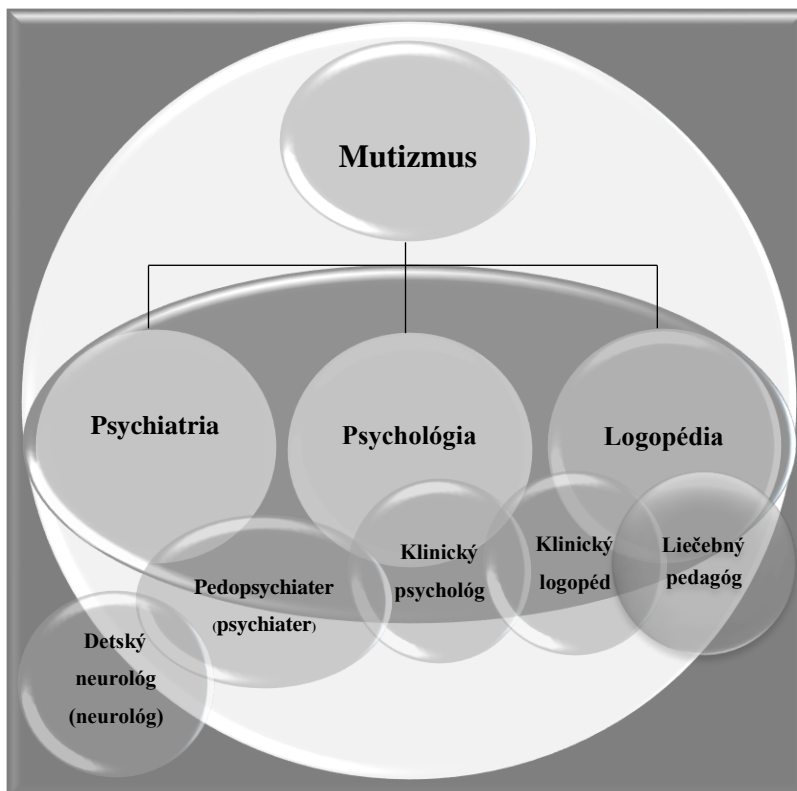 Mutizmus
Psychiatria
Psychológia
Logopédia
Detský
neurológ
(neurológ)
Pedopsychiater
(psychiater)
Klinický
psychológ
Klinický
logopéd
Liečebný
pedagóg